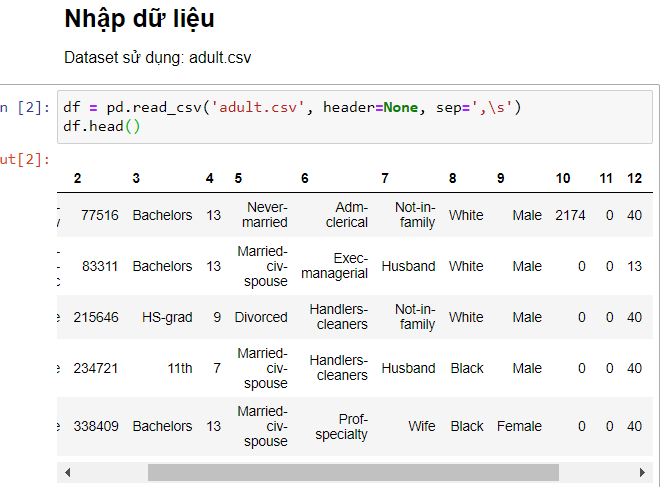 Nhập dữ liệu
Dataset sử dụng: adult.csv
n [2]: df = pd.read_csv('adult.csv', header=None, sep=',\s')
df.head()
ut[2]:
2 3 4 5 6 7 8 9 10 11 12
77516 Bachelors 13 Never-married Adm-clerical Not-in-family White Male 2174 0 40
83311 Bachelors 13 Married-civ-spouse Exec-managerial Husband White Male 0 0 13
215646 HS-grad 9 Divorced Handlers-cleaners Not-in-family White Male 0 0 40
234721 11th 7 Married-civ-spouse Handlers-cleaners Husband Black Male 0 0 40
338409 Bachelors 13 Married-civ-spouse Prof-specialty Wife Black Female 0 0 40